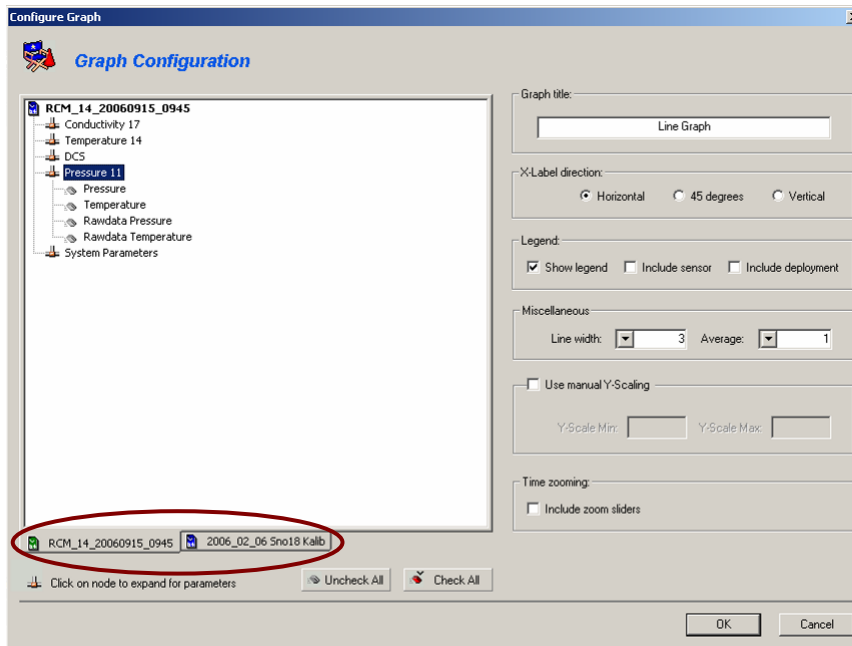 Configure Graph
Graph Configuration
RCM_14_20060915_0945
Conductivity 17
Temperature 14
DCS
Pressure 11
Pressure
Temperature
Rawdata Pressure
Rawdata Temperature
System Parameters
RCM_14_20060915_0945 2006_02_06 Sno18 Kalib
Click on node to expand for parameters Uncheck All Check All
Graph title:
Line Graph
X-Label direction:
Horizontal 45 degrees Vertical
Legend:
Show legend Include sensor Include deployment
Miscellaneous
Line width: 3 Average: 1
Use manual Y-Scaling
Y-Scale Min: Y-Scale Max:
Time zooming:
Include zoom sliders
OK Cancel